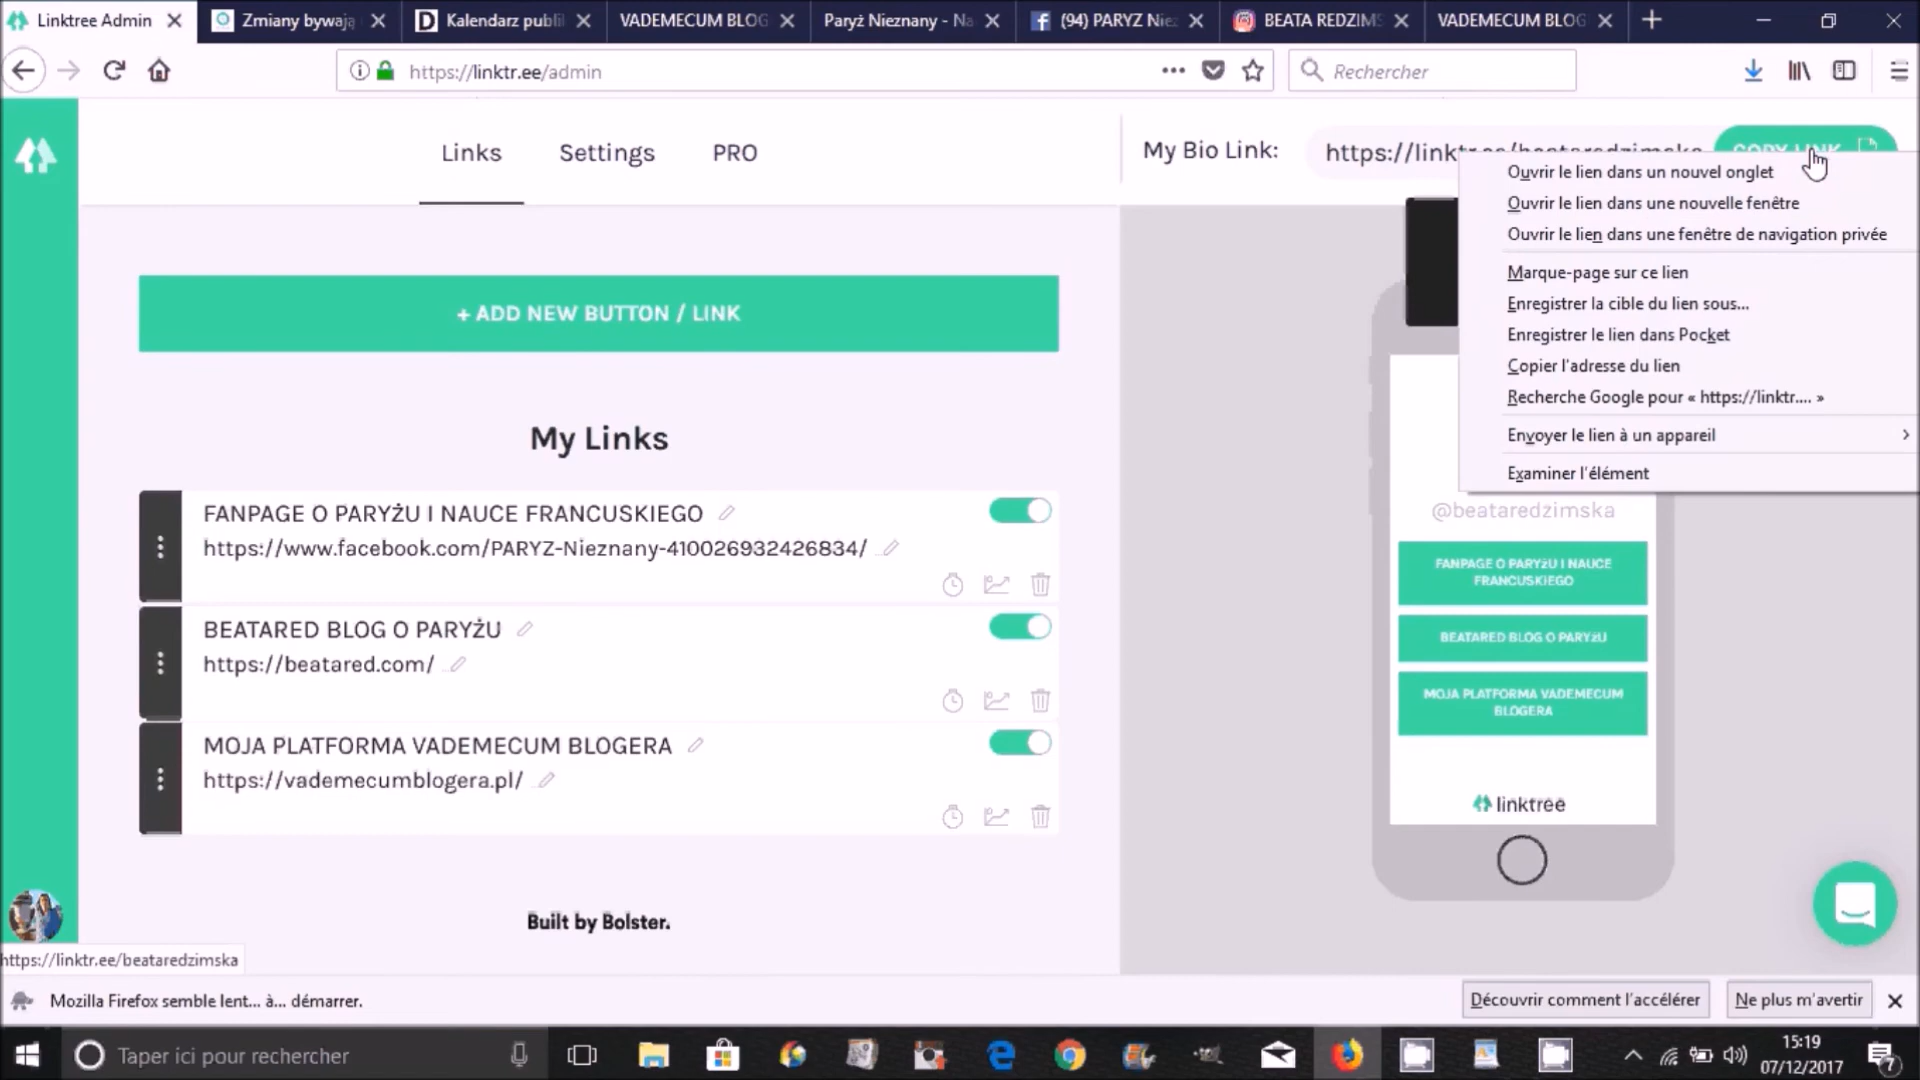 Linktree Admin
Zmiany bywają
Kalendarz publi
VADEMECUM BLOG
Paryż Nieznany - Na
(94) PARYZ Nie
BEATA REDZIMS
VADEMECUM BLOG
https://linktr.ee/admin
Rechercher
Links
Settings
PRO
My Bio Link:
https://linktr.ee/beataredzimska
COPY LINK
Ouvrir le lien dans un nouvel onglet
Ouvrir le lien dans une nouvelle fenêtre
Ouvrir le lien dans une fenêtre de navigation privée
Marque-page sur ce lien
Enregistrer la cible du lien sous...
Enregistrer le lien dans Pocket
Copier l'adresse du lien
Recherche Google pour « https://linktr.... »
Envoyer le lien à un appareil
Examiner l'élément
+ ADD NEW BUTTON / LINK
My Links
FANPAGE O PARYŻU I NAUCE FRANCUSKIEGO
https://www.facebook.com/PARYZ-Nieznany-410026932426834/
BEATARED BLOG O PARYŻU
https://beatared.com/
MOJA PLATFORMA VADEMECUM BLOGERA
https://vademecumblogera.pl/
Built by Bolster.
@beataredzimska
FANPAGE O PARYŻU I NAUCE
FRANCUSKIEGO
BEATARED BLOG O PARYŻU
MOJA PLATFORMA VADEMECUM
BLOGERA
linktree
https://linktr.ee/beataredzimska
Mozilla Firefox semble lent... à... démarrer.
Découvrir comment l'accélérer
Ne plus m'avertir
Taper ici pour rechercher
15:19
07/12/2017
7